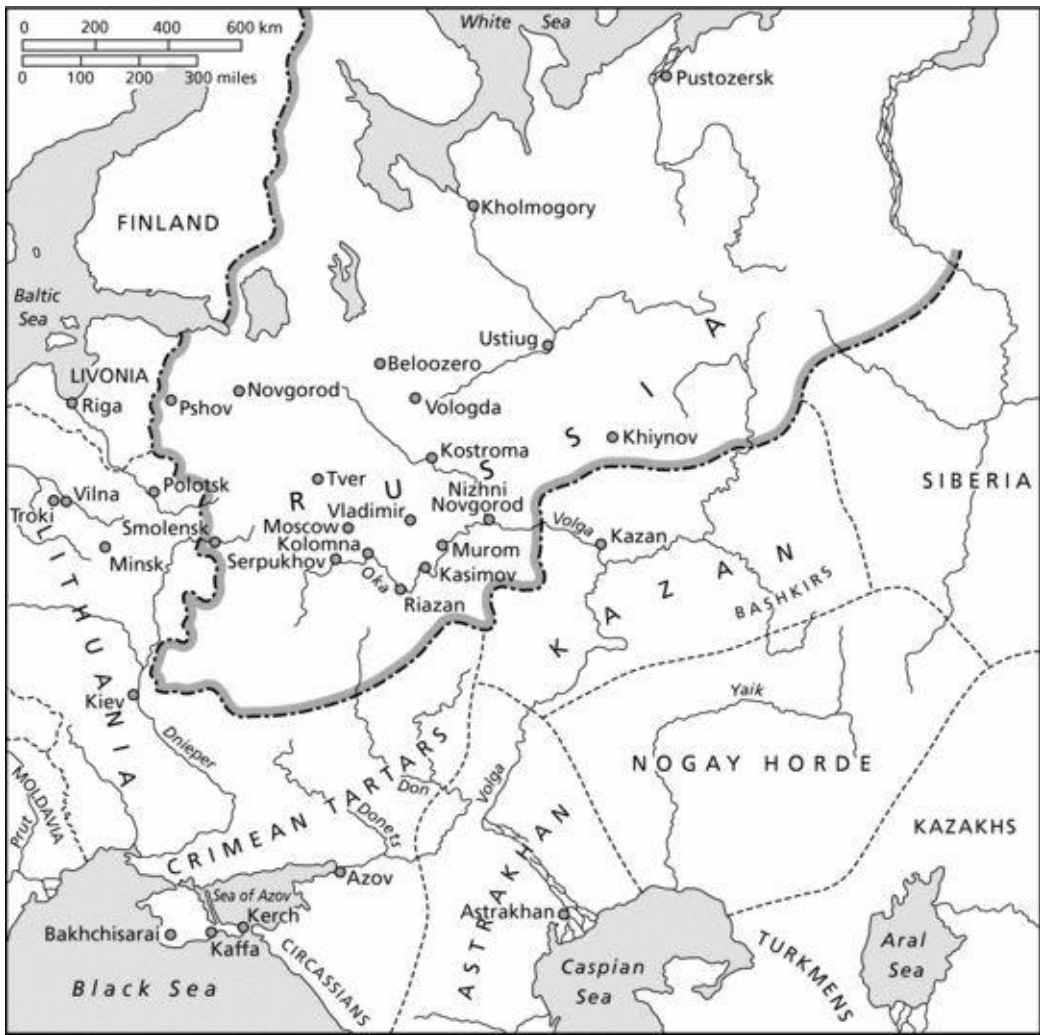 White Sea
0 200 400 600 km
0 100 200 300 miles
Pustozersk
Kholmogory
FINLAND
Baltic
Sea
Ustiug
Beloozero
LIVONIA
Riga
Pshov
Novgorod
Vologda
RUSSIA
Khiynov
Kostroma
Tver
Nizhni
Novgorod
Vladimir
Moscow
Kolomna
Serpukhov
Oka
Murom
Kasimov
Riazan
Volga
Kazan
SIBERIA
Polotsk
Vilna
Troki
Smolensk
Minsk
LITHUANIA
KAZAN
BASHKIRS
Kiev
Dnieper
Yaik
NOGAY HORDE
MOLDAVIA
Prut
CRIMEAN TARTARS
Don
Donets
Volga
KAZAKHS
Azov
Sea of Azov
Kerch
Bakhchisarai
Kaffa
CIRCASSIANS
ASTRAKHAN
Astrakhan
Black Sea
Caspian
Sea
TURKMENS
Aral
Sea